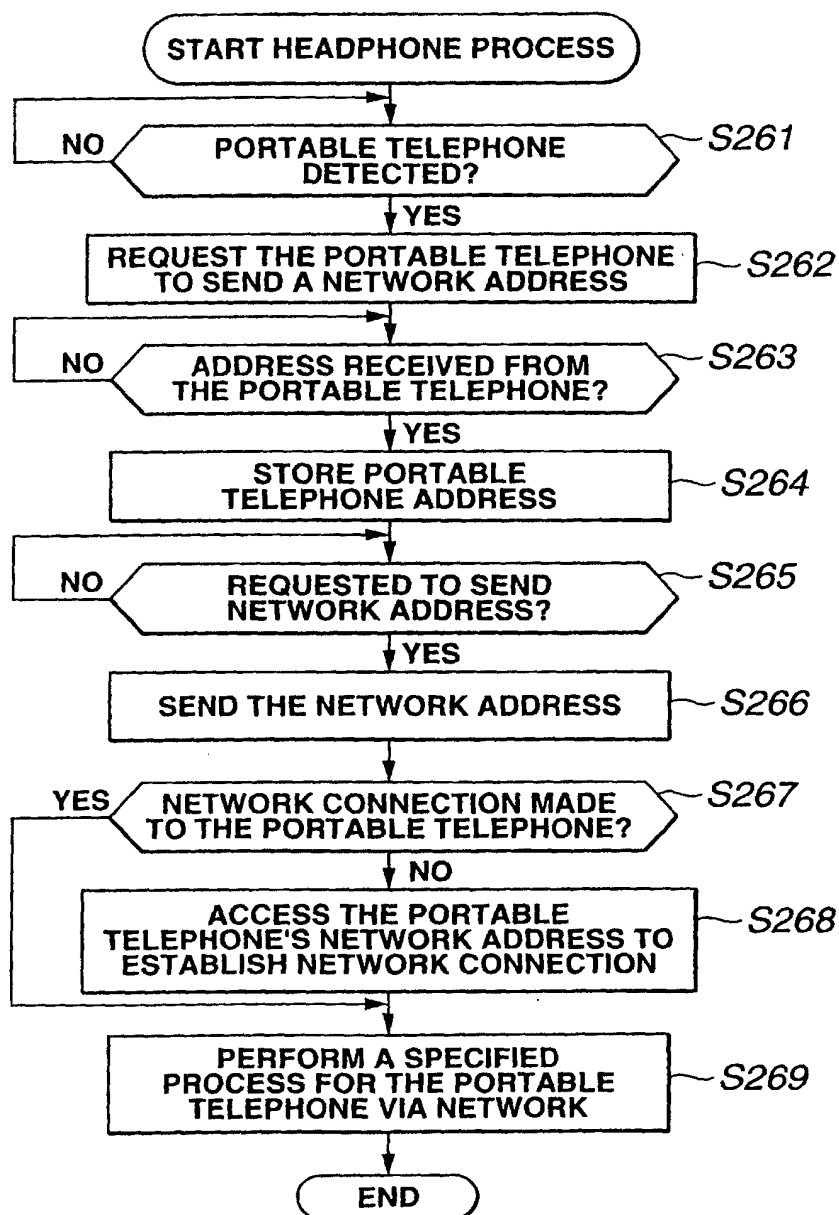 START HEADPHONE PROCESS
NO
PORTABLE TELEPHONE
DETECTED?
S261
YES
REQUEST THE PORTABLE TELEPHONE
TO SEND A NETWORK ADDRESS
S262
NO
ADDRESS RECEIVED FROM
THE PORTABLE TELEPHONE?
S263
YES
STORE PORTABLE
TELEPHONE ADDRESS
S264
NO
REQUESTED TO SEND
NETWORK ADDRESS?
S265
YES
SEND THE NETWORK ADDRESS
S266
YES
NETWORK CONNECTION MADE
TO THE PORTABLE TELEPHONE?
S267
NO
ACCESS THE PORTABLE
TELEPHONE'S NETWORK ADDRESS TO
ESTABLISH NETWORK CONNECTION
S268
PERFORM A SPECIFIED
PROCESS FOR THE PORTABLE
TELEPHONE VIA NETWORK
S269
END